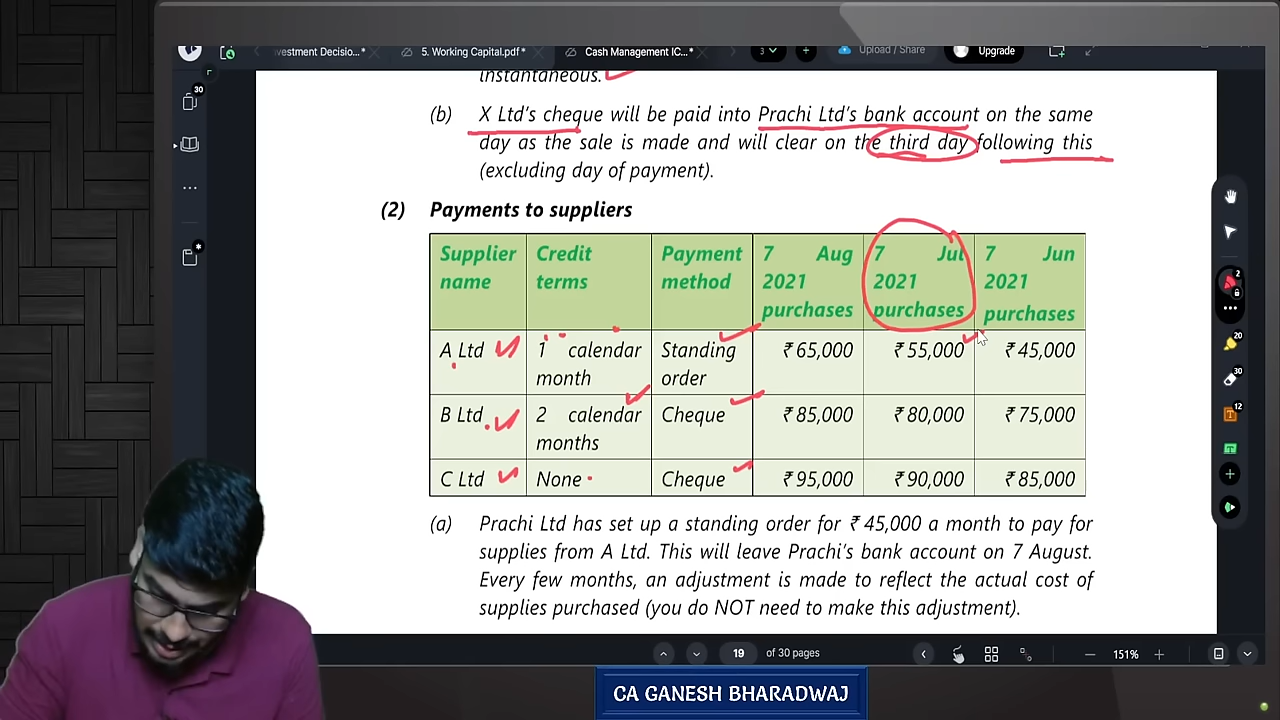 vestment Decisio...*
5. Working Capital.pdf*
Cash Management IC...*
3
Upload / Share
Upgrade
30
instantaneous.
(b) X Ltd's cheque will be paid into Prachi Ltd's bank account on the same
day as the sale is made and will clear on the third day following this
(excluding day of payment).
(2) Payments to suppliers
Supplier name Credit terms Payment method 7 Aug 2021 purchases 7 Jul 2021 purchases 7 Jun 2021 purchases
A Ltd 1 calendar month Standing order ₹ 65,000 ₹ 55,000 ₹ 45,000
B Ltd. 2 calendar months Cheque ₹ 85,000 ₹ 80,000 ₹ 75,000
C Ltd None Cheque ₹ 95,000 ₹ 90,000 ₹ 85,000
(a) Prachi Ltd has set up a standing order for ₹ 45,000 a month to pay for
supplies from A Ltd. This will leave Prachi's bank account on 7 August.
Every few months, an adjustment is made to reflect the actual cost of
supplies purchased (you do NOT need to make this adjustment).
2
20
30
12
19 of 30 pages
151%
CA GANESH BHARADWAJ